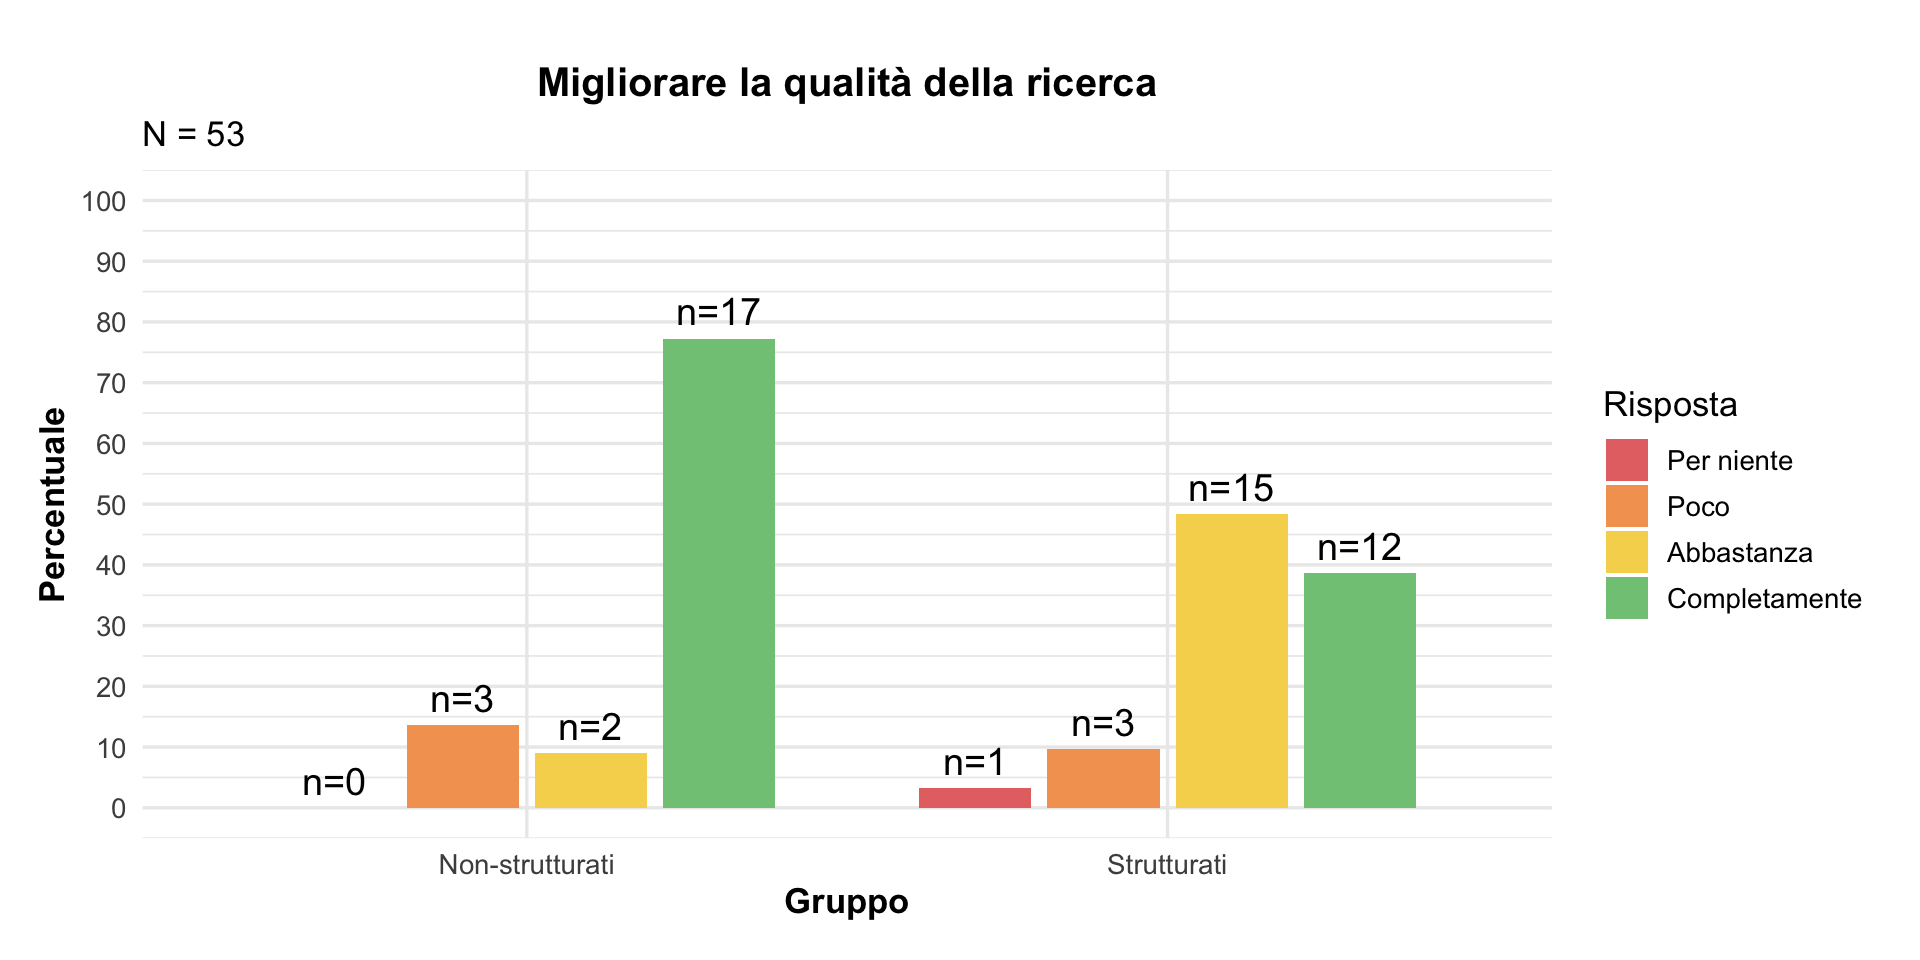 Migliorare la qualità della ricerca
N = 53
100
90
80
70
60
50
40
30
20
10
0
Percentuale
n=0
n=3
n=2
n=17
n=1
n=3
n=15
n=12
Non-strutturati
Strutturati
Gruppo
Risposta
Per niente
Poco
Abbastanza
Completamente